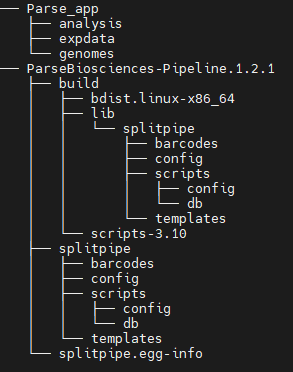 Parse_app
analysis
expdata
genomes
ParseBiosciences-Pipeline.1.2.1
build
bdist.linux-x86_64
lib
splitpipe
barcodes
config
scripts
config
db
templates
scripts-3.10
splitpipe
barcodes
config
scripts
config
db
templates
splitpipe.egg-info